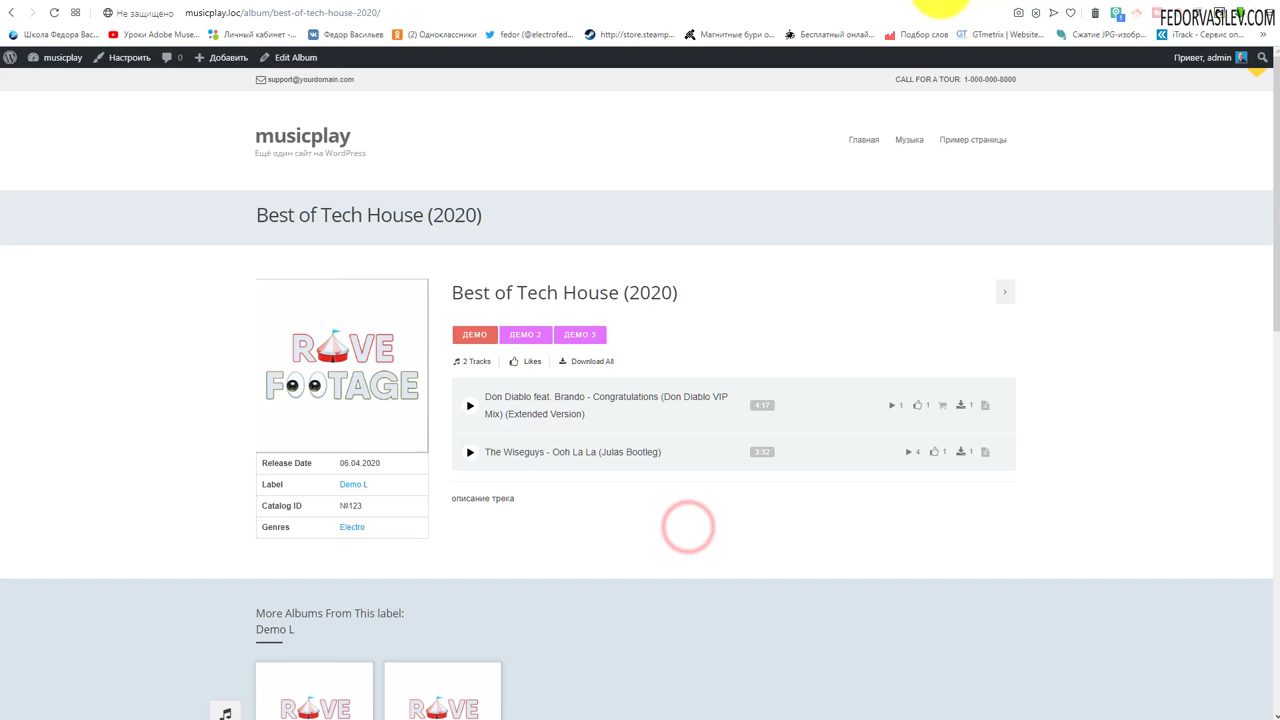 Не защищено musicplay.loc/album/best-of-tech-house-2020/
FEDORVASILEV.COM
Школа Федора Вас... Уроки Adobe Muse... Личный кабинет -... Федор Васильев (2) Одноклассники fedor (@electrofed... http://store.steamp... Магнитные бури о... Бесплатный онлай... Подбор слов GTmetrix | Website... Сжатие JPG-изобр... iTrack - Сервис оп...
musicplay Настроить 0 Добавить Edit Album Привет, admin
support@yourdomain.com CALL FOR A TOUR: 1-000-000-8000
musicplay
Ещё один сайт на WordPress
Главная Музыка Пример страницы
Best of Tech House (2020)
ROVE
FOOTAGE
Release Date 06.04.2020
Label Demo L
Catalog ID №123
Genres Electro
Best of Tech House (2020)
ДЕМО ДЕМО 2 ДЕМО 3
2 Tracks Likes Download All
Don Diablo feat. Brando - Congratulations (Don Diablo VIP
Mix) (Extended Version) 4:17 1 1 1
The Wiseguys - Ooh La La (Julas Bootleg) 3:32 4 1 1
описание трека
More Albums From This label:
Demo L